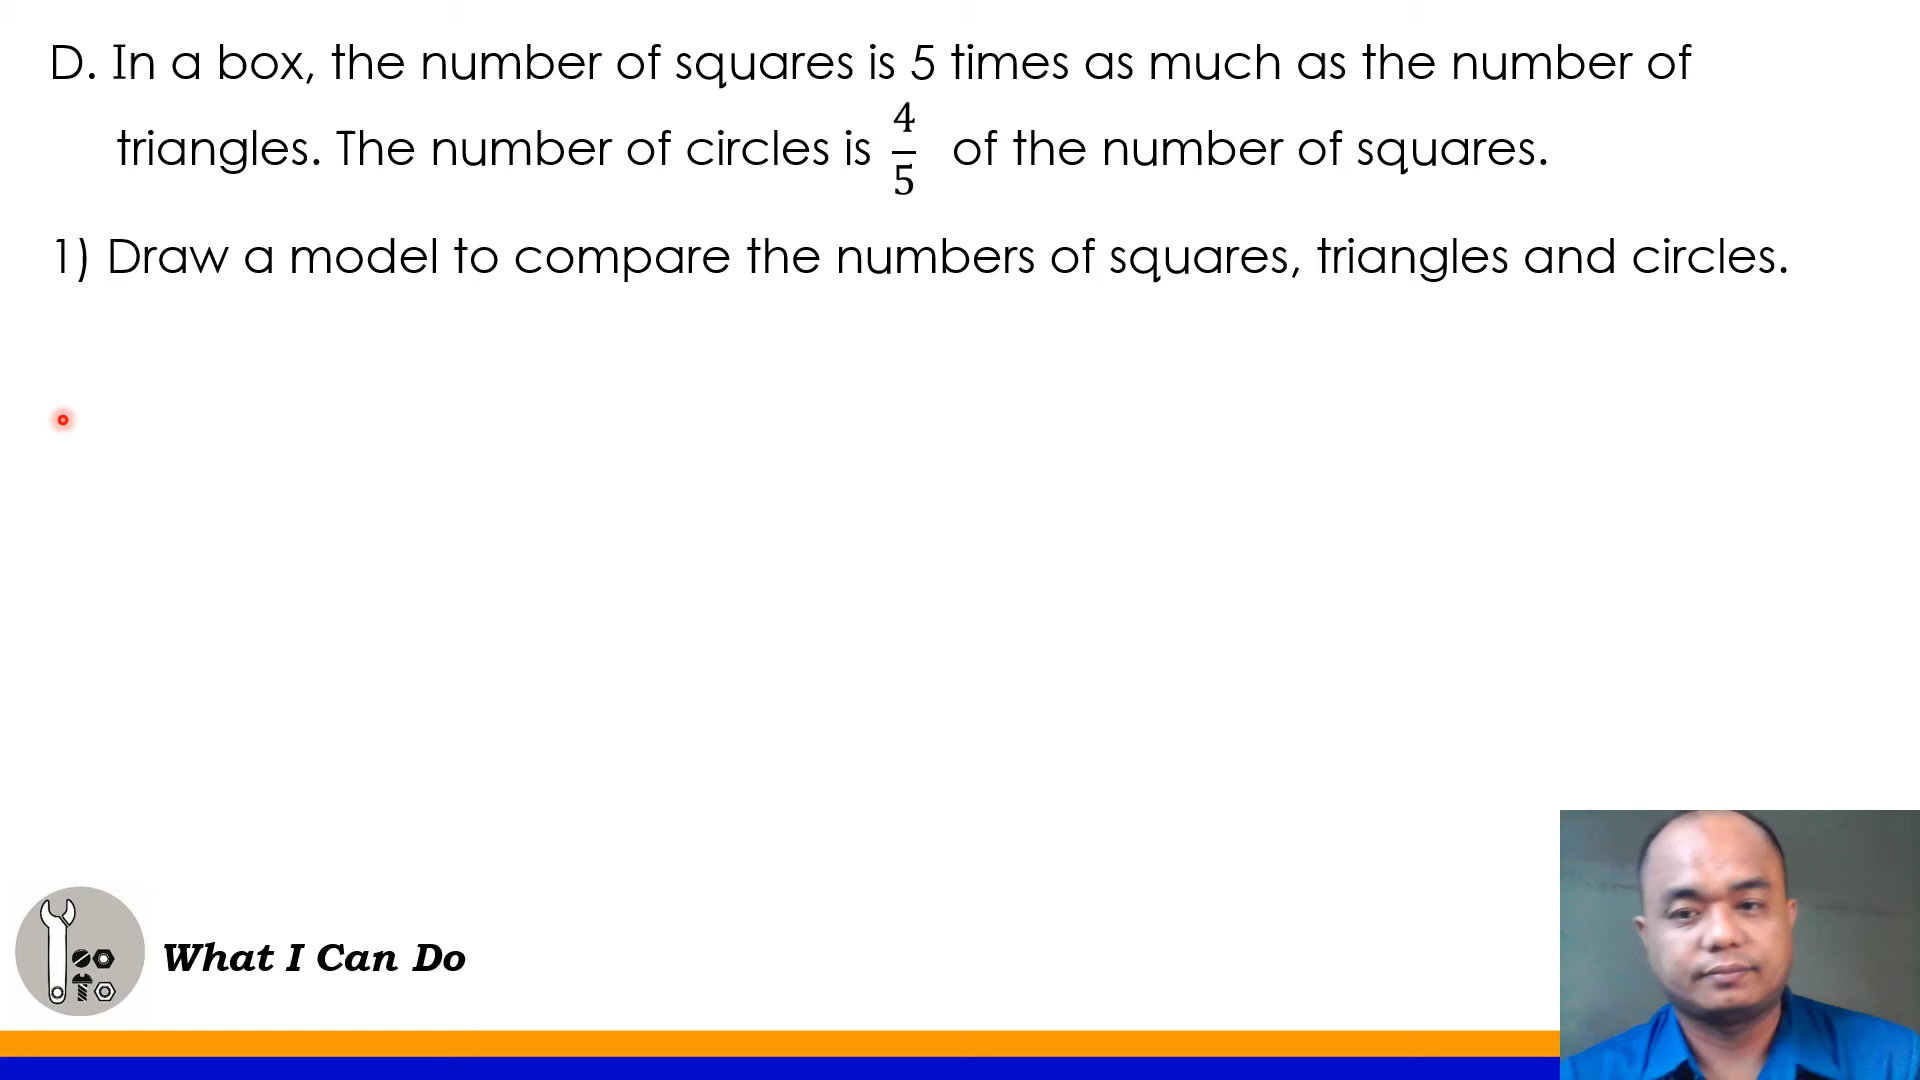 D. In a box, the number of squares is 5 times as much as the number of
triangles. The number of circles is 4/5 of the number of squares.
1) Draw a model to compare the numbers of squares, triangles and circles.
What I Can Do